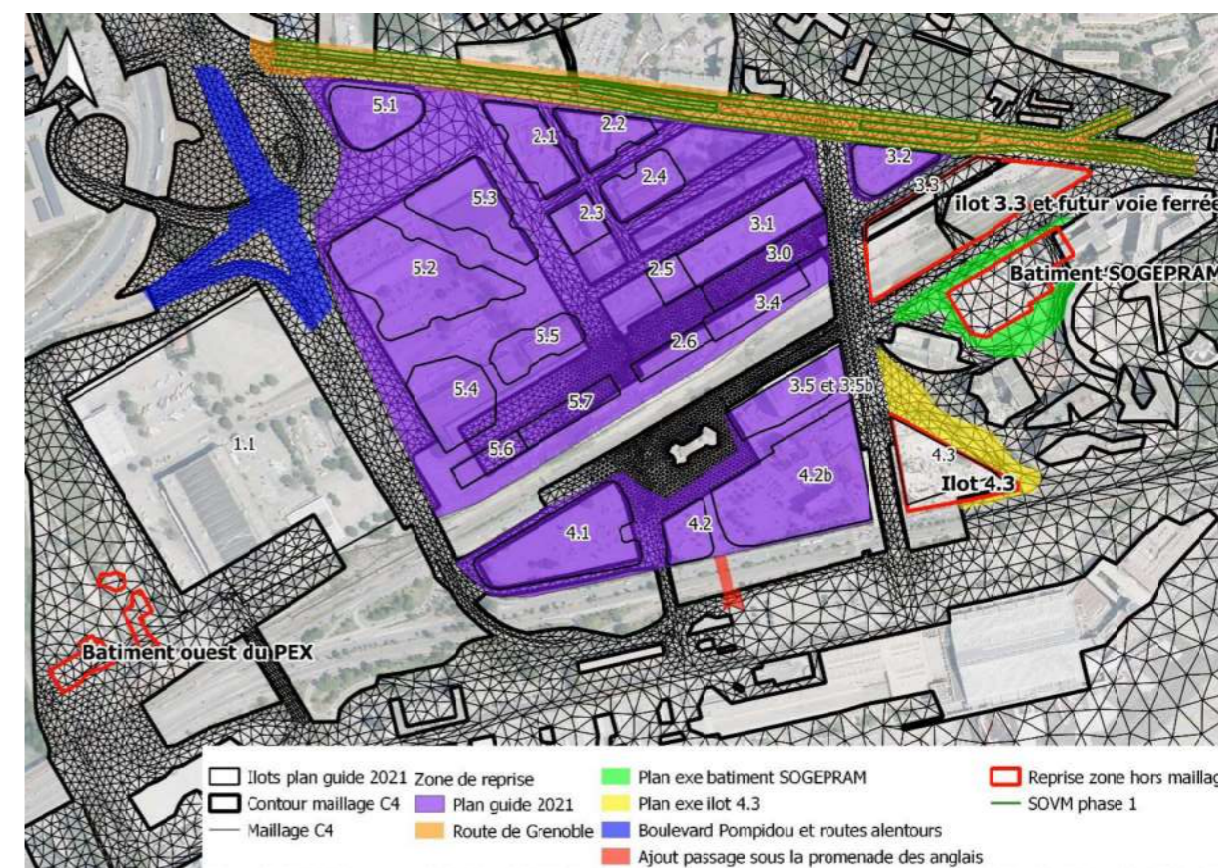 5.1
2.1
2.2
2.4
3.2
3.3
5.3
2.3
3.1
ilot 3.3 et futur voie ferrée
5.2
2.5
3.0
Batiment SOGEPRAM
3.4
5.5
2.6
5.4
5.7
3.5 et 3.5b
1.1
5.6
4.3
4.2b
Ilot 4.3
4.1
4.2
Batiment ouest du PEX
Ilots plan guide 2021
Contour maillage C4
Maillage C4
Zone de reprise
Plan guide 2021
Route de Grenoble
Plan exe batiment SOGEPRAM
Plan exe ilot 4.3
Boulevard Pompidou et routes alentours
Ajout passage sous la promenade des anglais
Reprise zone hors maillag
SOVM phase 1